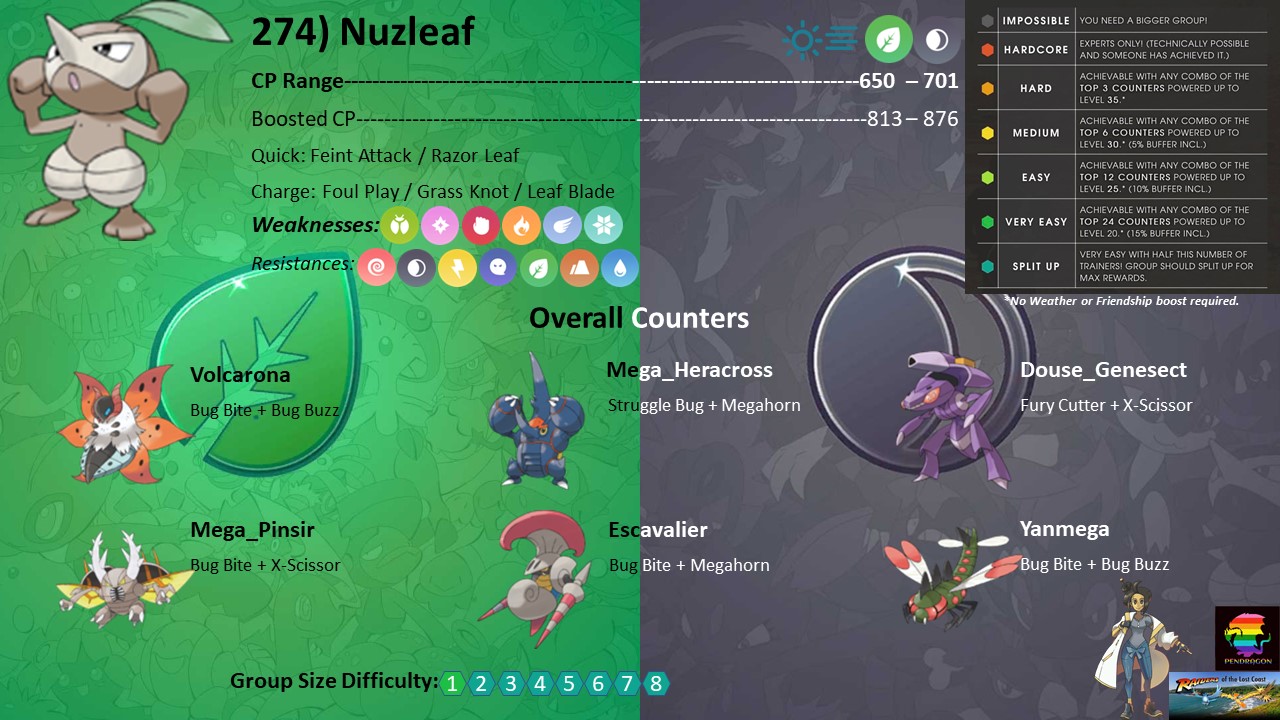 274) Nuzleaf
CP Range------650 – 701
Boosted CP------813 – 876
Quick: Feint Attack / Razor Leaf
Charge: Foul Play / Grass Knot / Leaf Blade
Weaknesses:
Resistances:
IMPOSSIBLE YOU NEED A BIGGER GROUP!
HARDCORE EXPERTS ONLY! (TECHNICALLY POSSIBLE
AND SOMEONE HAS ACHIEVED IT.)
HARD ACHIEVABLE WITH ANY COMBO OF THE
TOP 3 COUNTERS POWERED UP TO
LEVEL 35.*
MEDIUM ACHIEVABLE WITH ANY COMBO OF THE
TOP 6 COUNTERS POWERED UP TO
LEVEL 30.* (5% BUFFER INCL.)
EASY ACHIEVABLE WITH ANY COMBO OF THE
TOP 12 COUNTERS POWERED UP TO
LEVEL 25.* (10% BUFFER INCL.)
VERY EASY ACHIEVABLE WITH ANY COMBO OF THE
TOP 24 COUNTERS POWERED UP TO
LEVEL 20.* (15% BUFFER INCL.)
SPLIT UP VERY EASY WITH HALF THIS NUMBER OF
TRAINERS! GROUP SHOULD SPLIT UP FOR
MAX REWARDS.
*No Weather or Friendship boost required.
Overall Counters
Volcarona
Bug Bite + Bug Buzz
Mega_Heracross
Struggle Bug + Megahorn
Douse_Genesect
Fury Cutter + X-Scissor
Mega_Pinsir
Bug Bite + X-Scissor
Escavalier
Bug Bite + Megahorn
Yanmega
Bug Bite + Bug Buzz
Group Size Difficulty: 1 2 3 4 5 6 7 8
PENDRAGON
RAIDERS of the Lost Coast